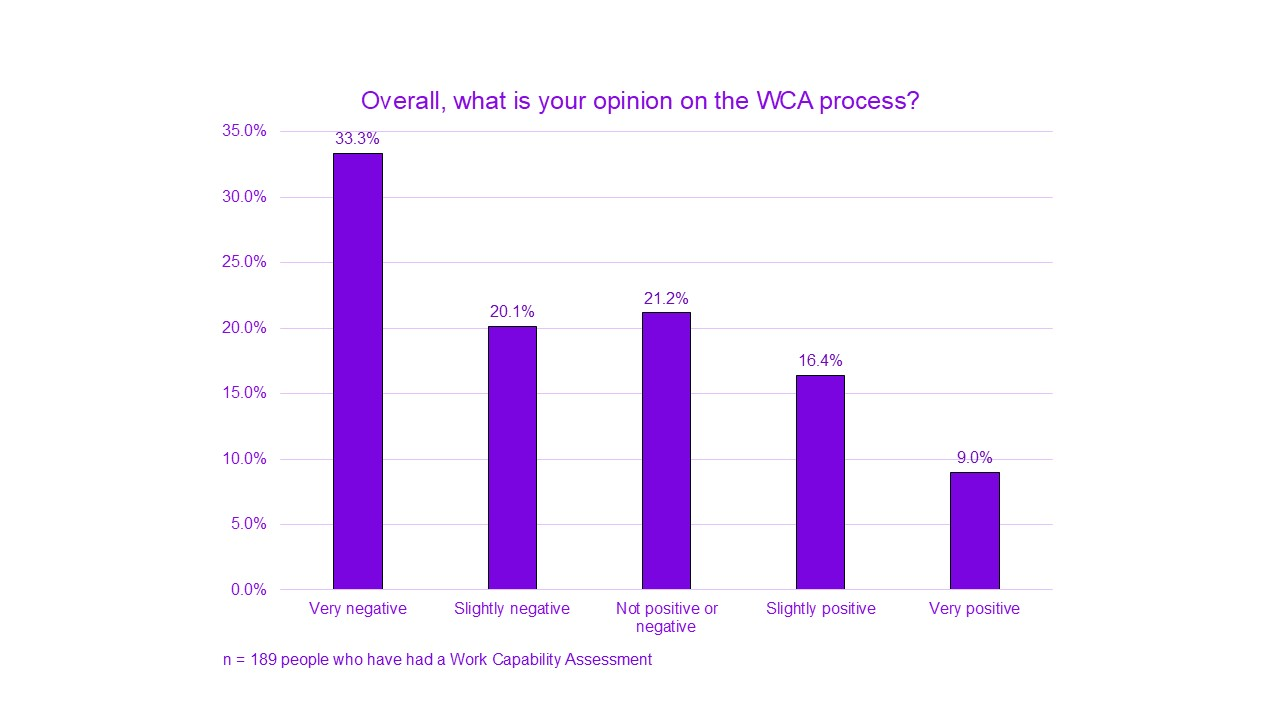 Overall, what is your opinion on the WCA process?
35.0%
30.0%
25.0%
20.0%
15.0%
10.0%
5.0%
0.0%
33.3%
20.1%
21.2%
16.4%
9.0%
Very negative
Slightly negative
Not positive or
negative
Slightly positive
Very positive
n = 189 people who have had a Work Capability Assessment